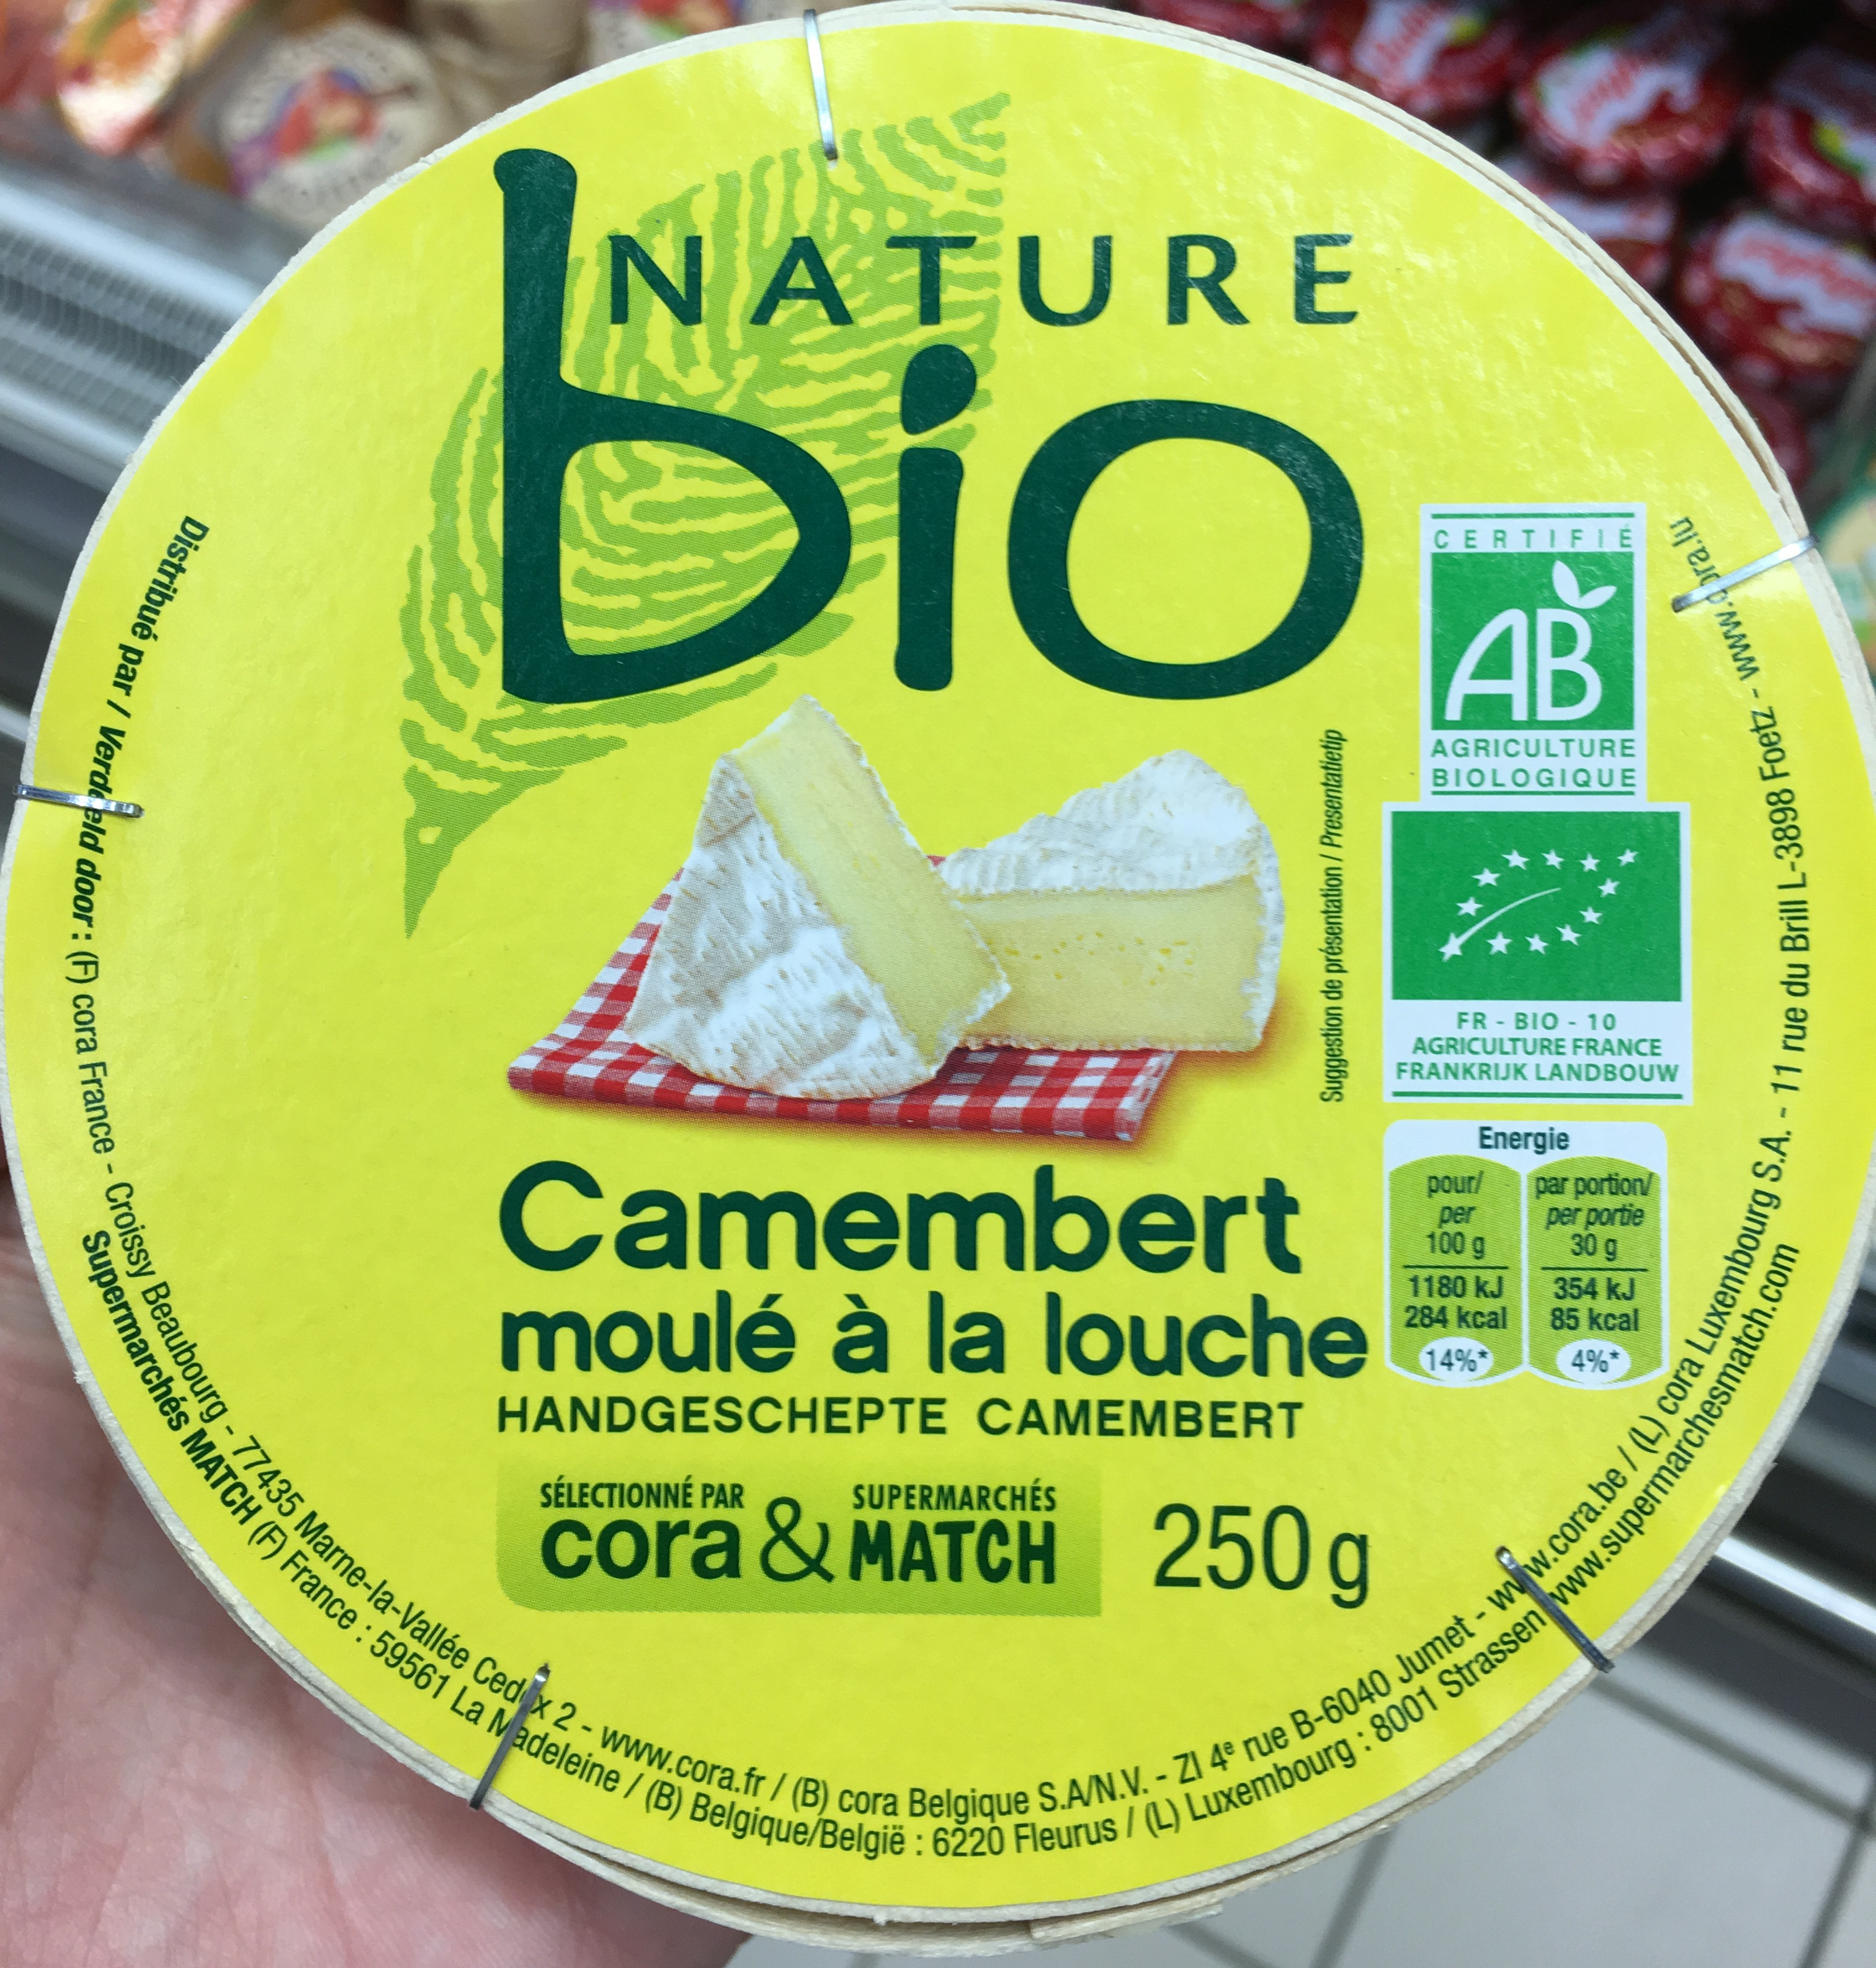 NATURE
bio
CERTIFIÉ
AB
AGRICULTURE
BIOLOGIQUE
FR - BIO - 10
AGRICULTURE FRANCE
FRANKRIJK LANDBOUW
Suggestion de présentation / Presentatietip
Energie
pour/
per
100 g
1180 kJ
284 kcal
14%*
par portion/
per portie
30 g
354 kJ
85 kcal
4%*
Camembert
moulé à la louche
HANDGESCHEPTE CAMEMBERT
SÉLECTIONNÉ PAR
cora & SUPERMARCHÉS
MATCH
250 g
Distribué par / Verdeeld door : (F) cora France - Croissy Beaubourg - 77435 Marne-la-Vallée Cedex 2 - www.cora.fr / (B) cora Belgique S.A/N.V. - ZI 4e rue B-6040 Jumet - www.cora.be / (L) cora Luxembourg S.A. - 11 rue du Brill L-3898 Foetz - www.cora.lu
Supermarchés MATCH (F) France : 59561 La Madeleine / (B) Belgique/België : 6220 Fleurus / (L) Luxembourg : 8001 Strassen www.supermarchesmatch.com